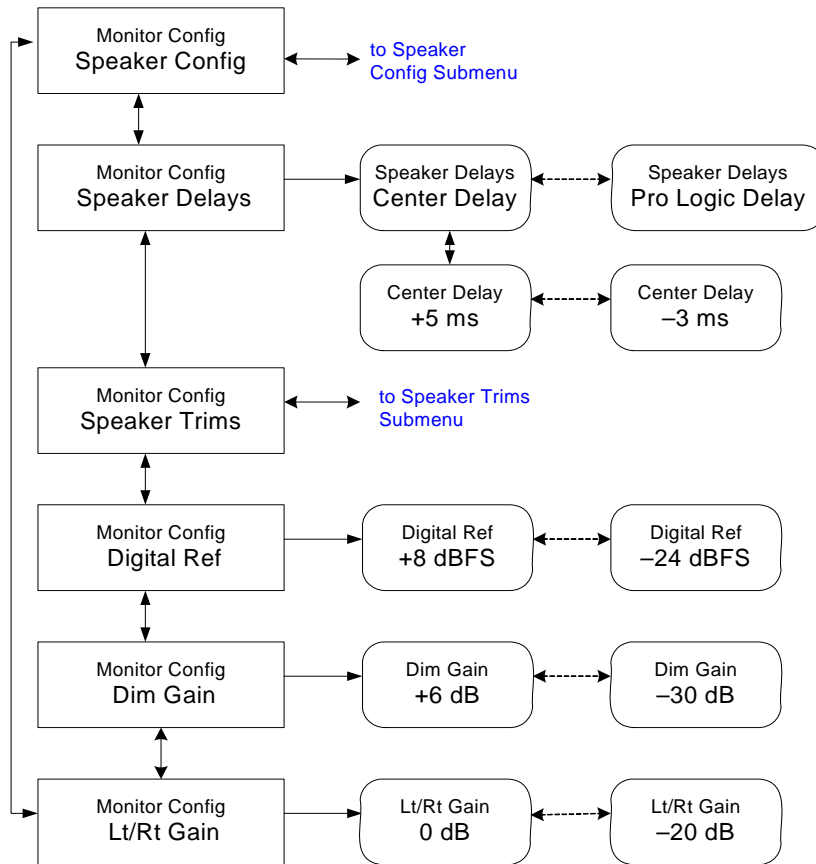 Monitor Config
Speaker Config
to Speaker
Config Submenu
Monitor Config
Speaker Delays
Speaker Delays
Center Delay
Speaker Delays
Pro Logic Delay
Center Delay
+5 ms
Center Delay
–3 ms
Monitor Config
Speaker Trims
to Speaker Trims
Submenu
Monitor Config
Digital Ref
Digital Ref
+8 dBFS
Digital Ref
–24 dBFS
Monitor Config
Dim Gain
Dim Gain
+6 dB
Dim Gain
–30 dB
Monitor Config
Lt/Rt Gain
Lt/Rt Gain
0 dB
Lt/Rt Gain
–20 dB